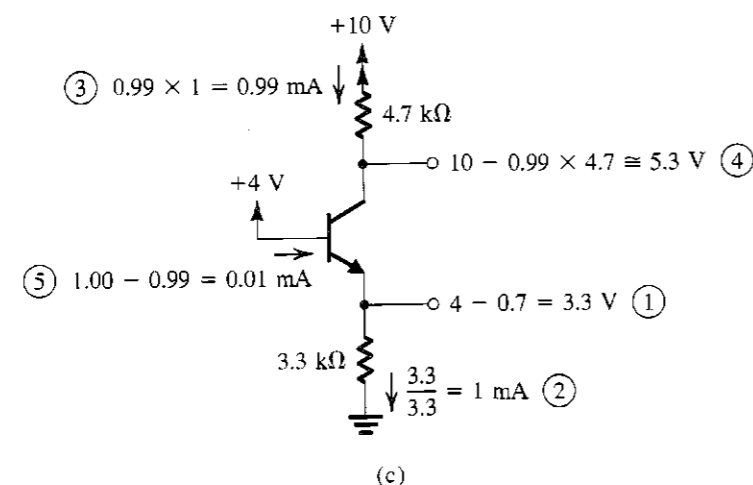 +10 V
③ 0.99 × 1 = 0.99 mA
4.7 kΩ
10 − 0.99 × 4.7 ≅ 5.3 V ④
+4 V
⑤ 1.00 − 0.99 = 0.01 mA
4 − 0.7 = 3.3 V ①
3.3 kΩ
3.3/3.3 = 1 mA ②
(c)